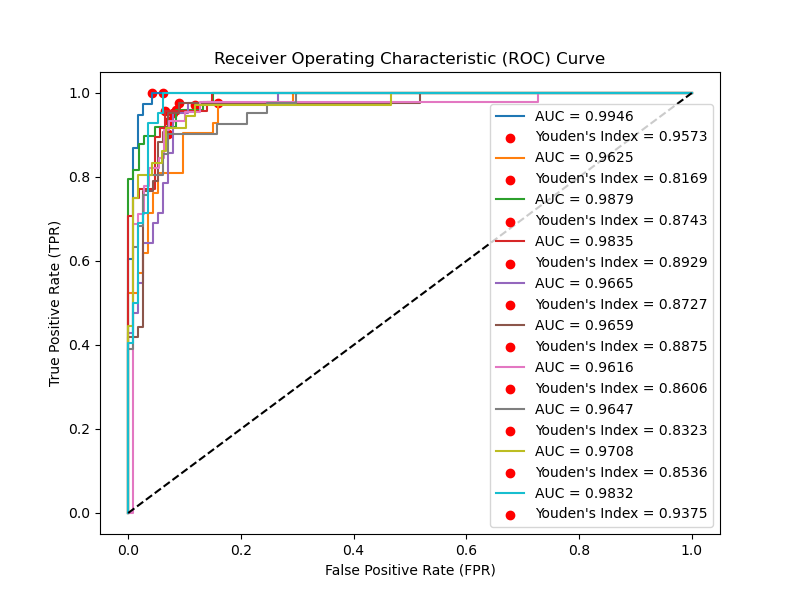 Receiver Operating Characteristic (ROC) Curve
True Positive Rate (TPR)
1.0
0.8
0.6
0.4
0.2
0.0
AUC = 0.9946
Youden's Index = 0.9573
AUC = 0.9625
Youden's Index = 0.8169
AUC = 0.9879
Youden's Index = 0.8743
AUC = 0.9835
Youden's Index = 0.8929
AUC = 0.9665
Youden's Index = 0.8727
AUC = 0.9659
Youden's Index = 0.8875
AUC = 0.9616
Youden's Index = 0.8606
AUC = 0.9647
Youden's Index = 0.8323
AUC = 0.9708
Youden's Index = 0.8536
AUC = 0.9832
Youden's Index = 0.9375
0.0 0.2 0.4 0.6 0.8 1.0
False Positive Rate (FPR)